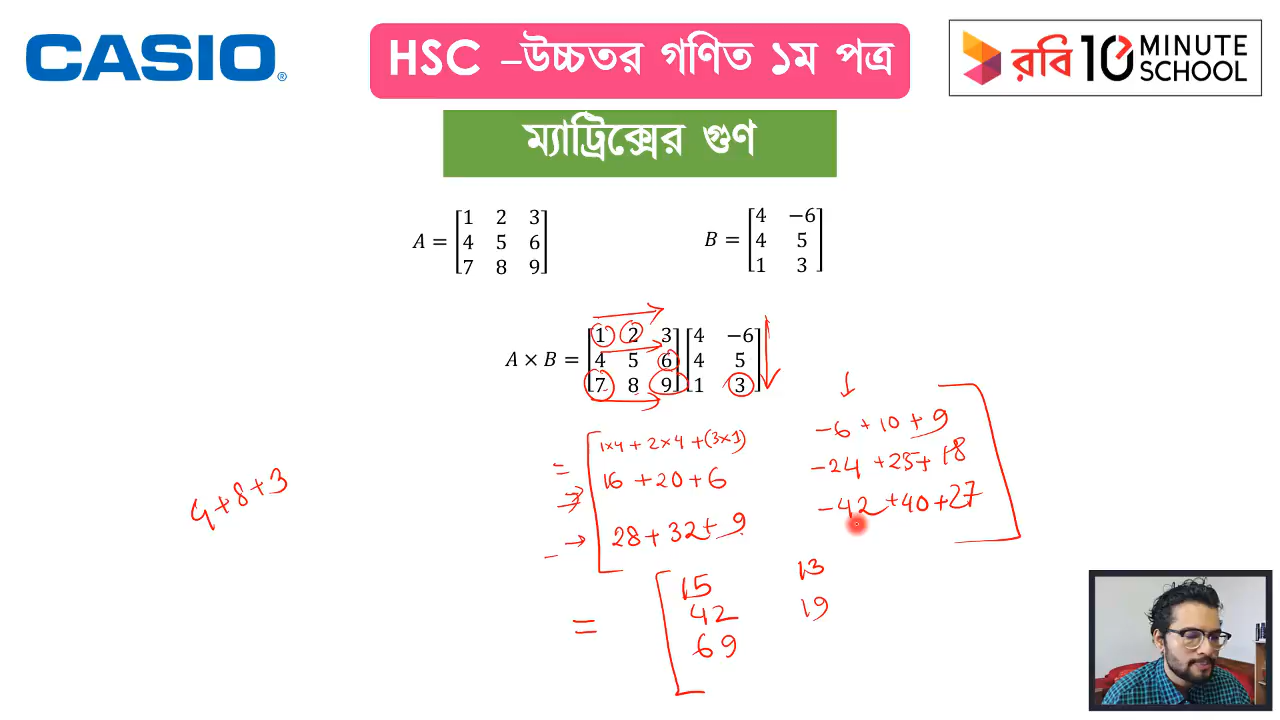 CASIO
HSC –উচ্চতর গণিত ১ম পত্র
রবি 10 MINUTE SCHOOL
ম্যাট্রিক্সের গুণ
A = [1 2 3
4 5 6
7 8 9]
B = [4 −6
4 5
1 3]
A × B = [1 2 3 ; 4 5 6 ; 7 8 9] [4 −6 ; 4 5 ; 1 3]
= [1×4 + 2×4 + (3×1) -6 + 10 + 9
16 + 20 + 6 -24 + 25 + 18
28 + 32 + 9 -42 + 40 + 27]
4 + 8 + 3
= [15 13
42 19
69